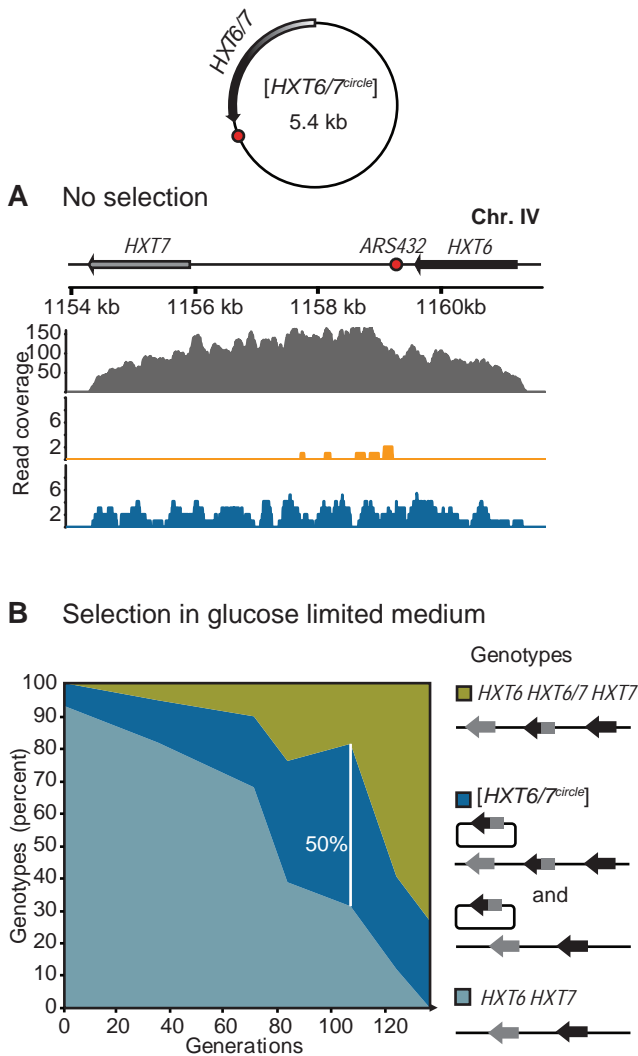 HXT6/7
[HXT6/7circle]
5.4 kb
A No selection
Chr. IV
HXT7 ARS432 HXT6
1154 kb 1156 kb 1158 kb 1160kb
Read coverage
150
100
50
6
2
6
2
B Selection in glucose limited medium
Genotypes (percent)
100
90
80
70
60
50
40
30
20
10
0
50%
0 20 40 60 80 100 120
Generations
Genotypes
HXT6 HXT6/7 HXT7
[HXT6/7circle]
and
HXT6 HXT7